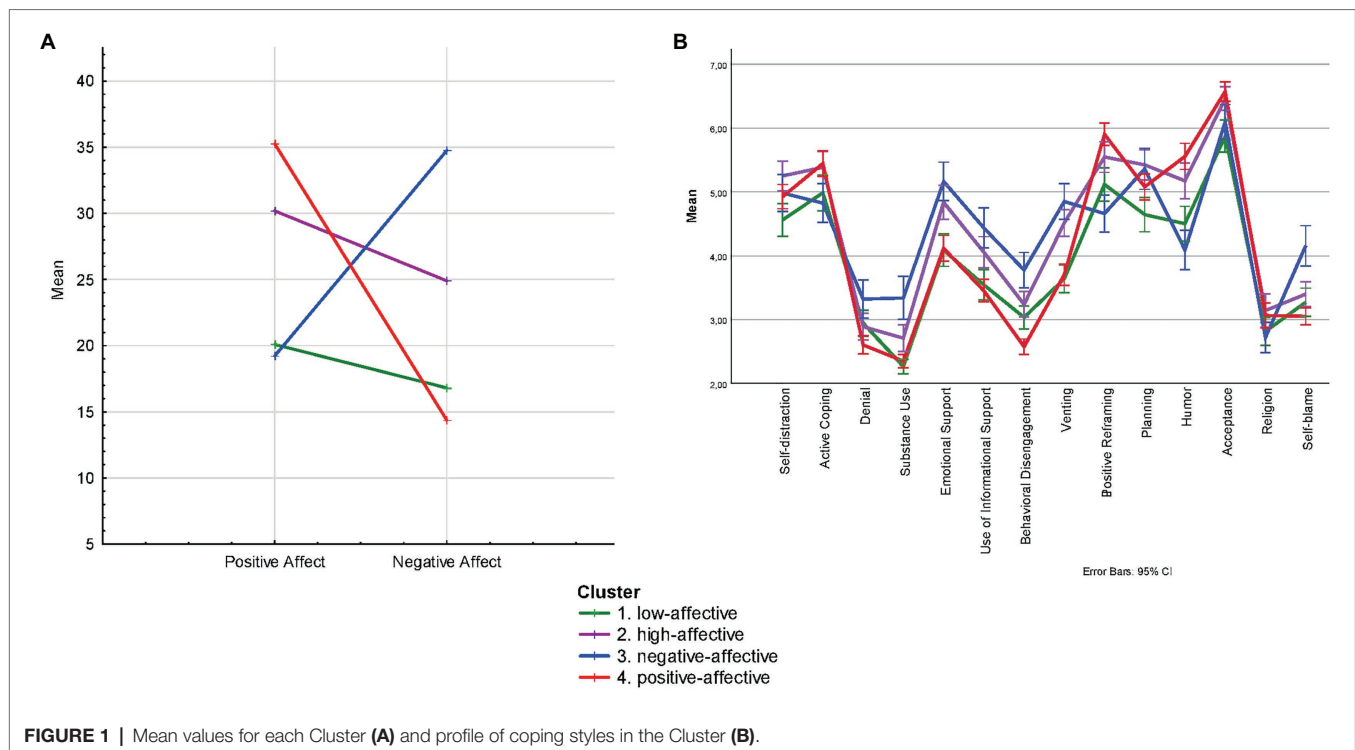 A
Mean
40
35
30
25
20
15
10
5
Positive Affect
Negative Affect
B
Mean
7,00
6,00
5,00
4,00
3,00
2,00
Self-distraction
Active Coping
Denial
Substance Use
Emotional Support
Use of Informational Support
Behavioral Disengagement
Venting
Positive Reframing
Planning
Humor
Acceptance
Religion
Self-blame
Error Bars: 95% CI
Cluster
1. low-affective
2. high-affective
3. negative-affective
4. positive-affective
FIGURE 1 | Mean values for each Cluster (A) and profile of coping styles in the Cluster (B).